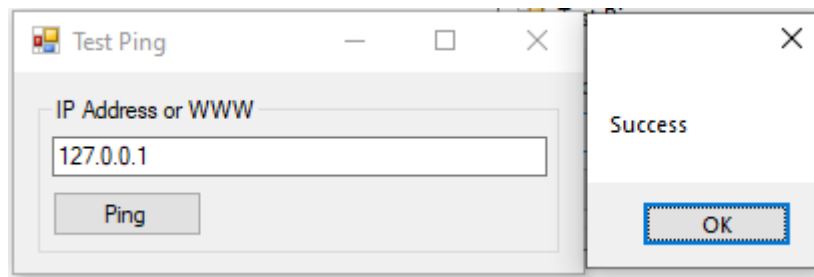 Test Ping
IP Address or WWW
127.0.0.1
Ping
Success
OK